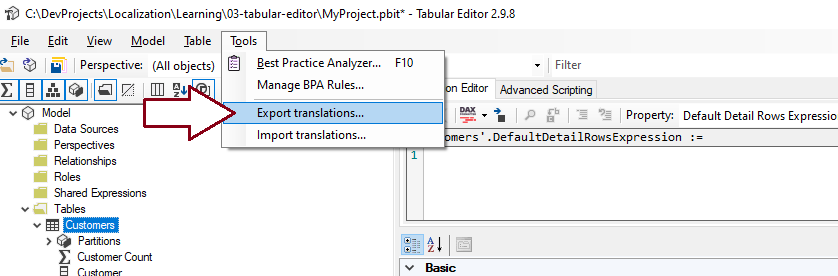 C:\DevProjects\Localization\Learning\03-tabular-editor\MyProject.pbit* - Tabular Editor 2.9.8
File Edit View Model Table Tools
Perspective: (All objects) Filter
Best Practice Analyzer... F10
Manage BPA Rules...
Export translations...
Import translations...
on Editor Advanced Scripting
DAX Property: Default Detail Rows Expressio
omers'.DefaultDetailRowsExpression :=
1
Model
Data Sources
Perspectives
Relationships
Roles
Shared Expressions
Tables
Customers
Partitions
Customer Count
Customer
Basic